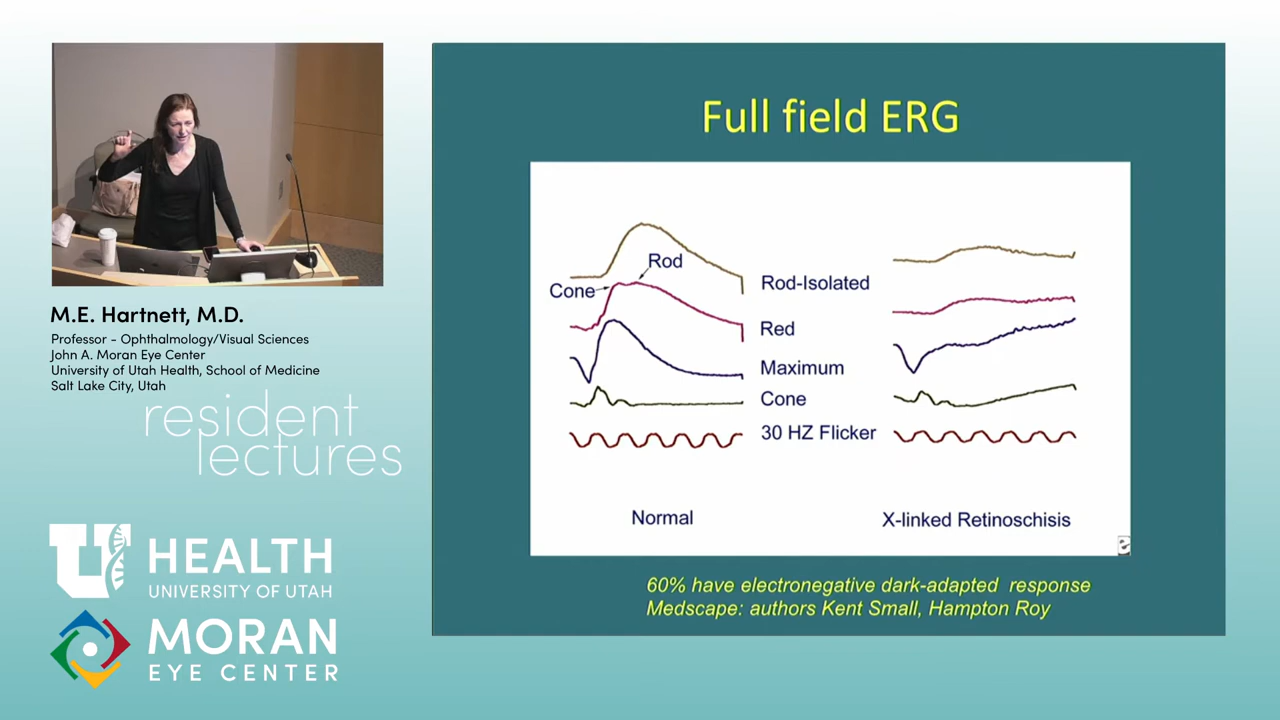 M.E. Hartnett, M.D.
Professor - Ophthalmology/Visual Sciences
John A. Moran Eye Center
University of Utah Health, School of Medicine
Salt Lake City, Utah
resident
lectures
U
HEALTH
UNIVERSITY OF UTAH
MORAN
EYE CENTER
Full field ERG
Rod
Cone
Rod-Isolated
Red
Maximum
Cone
30 HZ Flicker
Normal
X-linked Retinoschisis
60% have electronegative dark-adapted response
Medscape: authors Kent Small, Hampton Roy